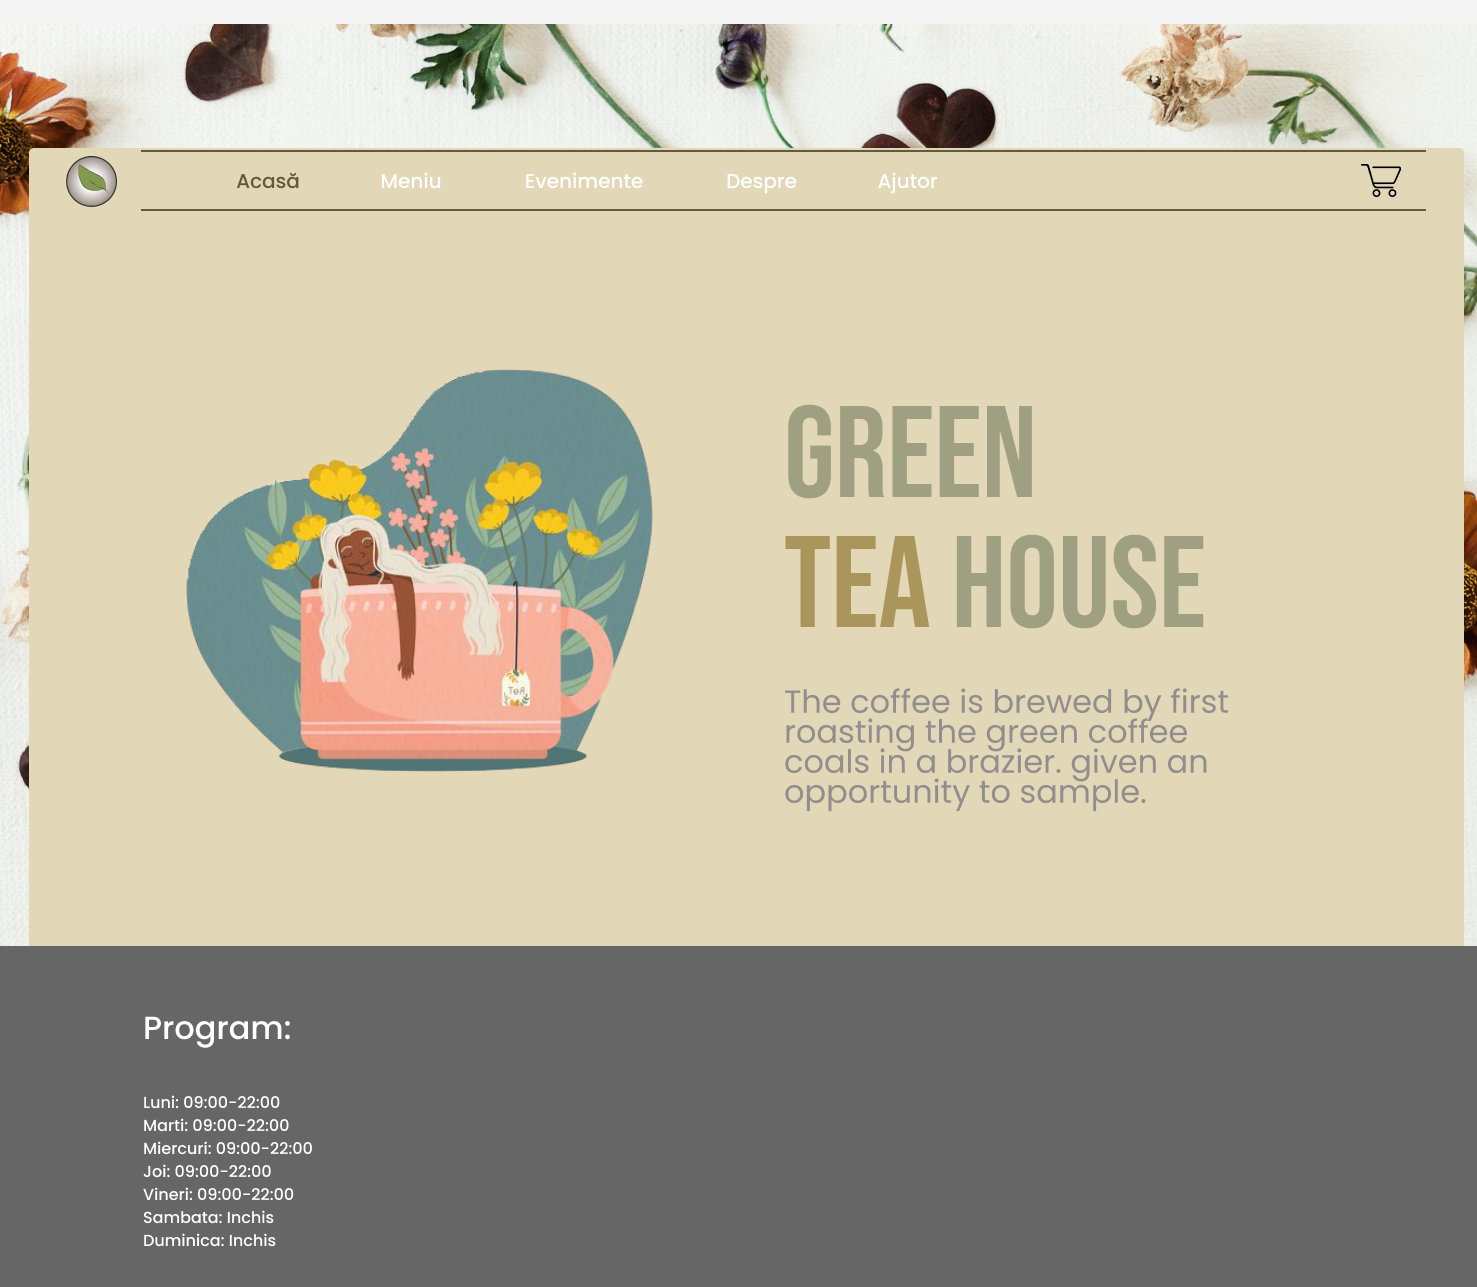 Acasă Meniu Evenimente Despre Ajutor
GREEN
TEA HOUSE
TEA
The coffee is brewed by first
roasting the green coffee
coals in a brazier. given an
opportunity to sample.
Program:
Luni: 09:00-22:00
Marti: 09:00-22:00
Miercuri: 09:00-22:00
Joi: 09:00-22:00
Vineri: 09:00-22:00
Sambata: Inchis
Duminica: Inchis